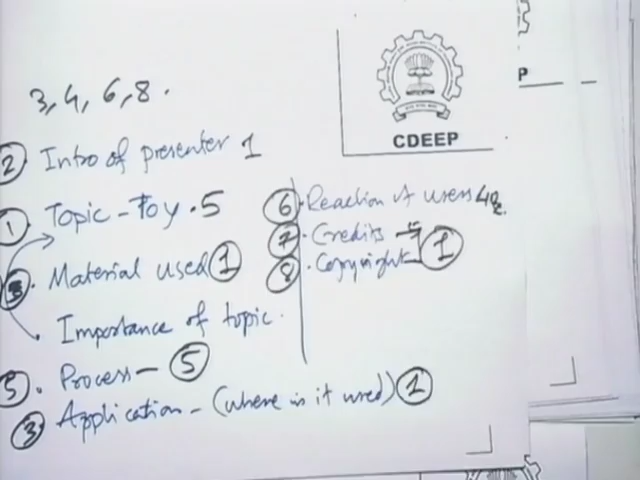 3, 4, 6, 8.
CDEEP
P
② Intro of presenter 1
① Topic - Toy .5
Material used ①
Importance of topic.
⑤ Process - ⑤
③ Application - (where is it used) ①
⑥ Reaction of users
⑦ Credits
⑧ Copyright ①